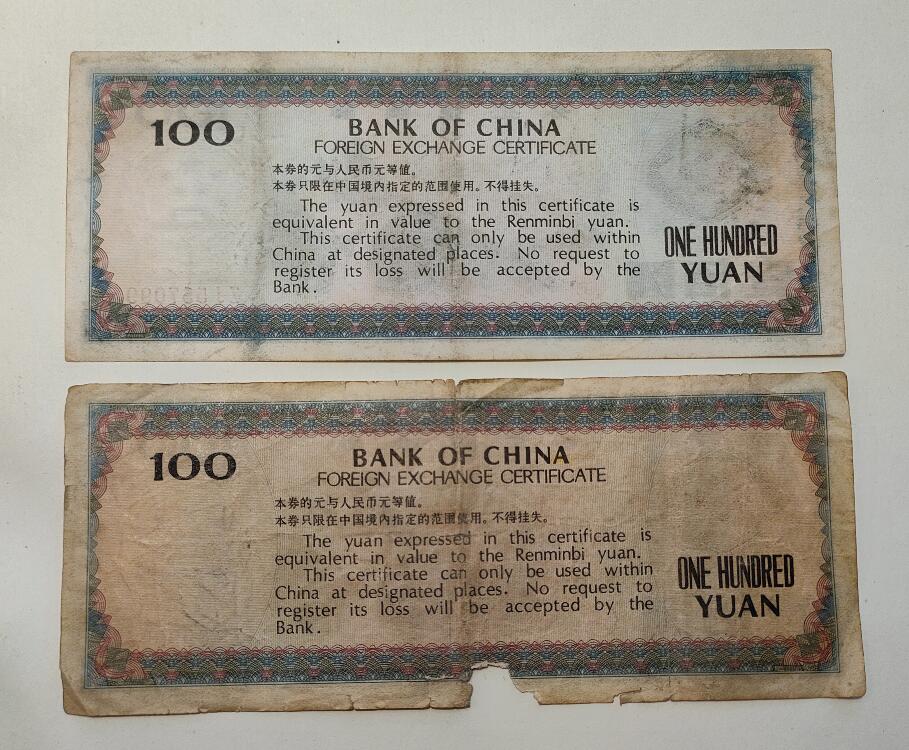 100
BANK OF CHINA
FOREIGN EXCHANGE CERTIFICATE
本券的元与人民币元等値。
本券只限在中国境内指定的范围使用。不得挂失。
The yuan expressed in this certificate is
equivalent in value to the Renminbi yuan.
This certificate can only be used within
China at designated places. No request to
register its loss will be accepted by the
Bank.
ONE HUNDRED
YUAN
100
BANK OF CHINA
FOREIGN EXCHANGE CERTIFICATE
本券的元与人民币元等値。
本券只限在中国境内指定的范围使用。不得挂失。
The yuan expressed in this certificate is
equivalent in value to the Renminbi yuan.
This certificate can only be used within
China at designated places. No request to
register its loss will be accepted by the
Bank.
ONE HUNDRED
YUAN